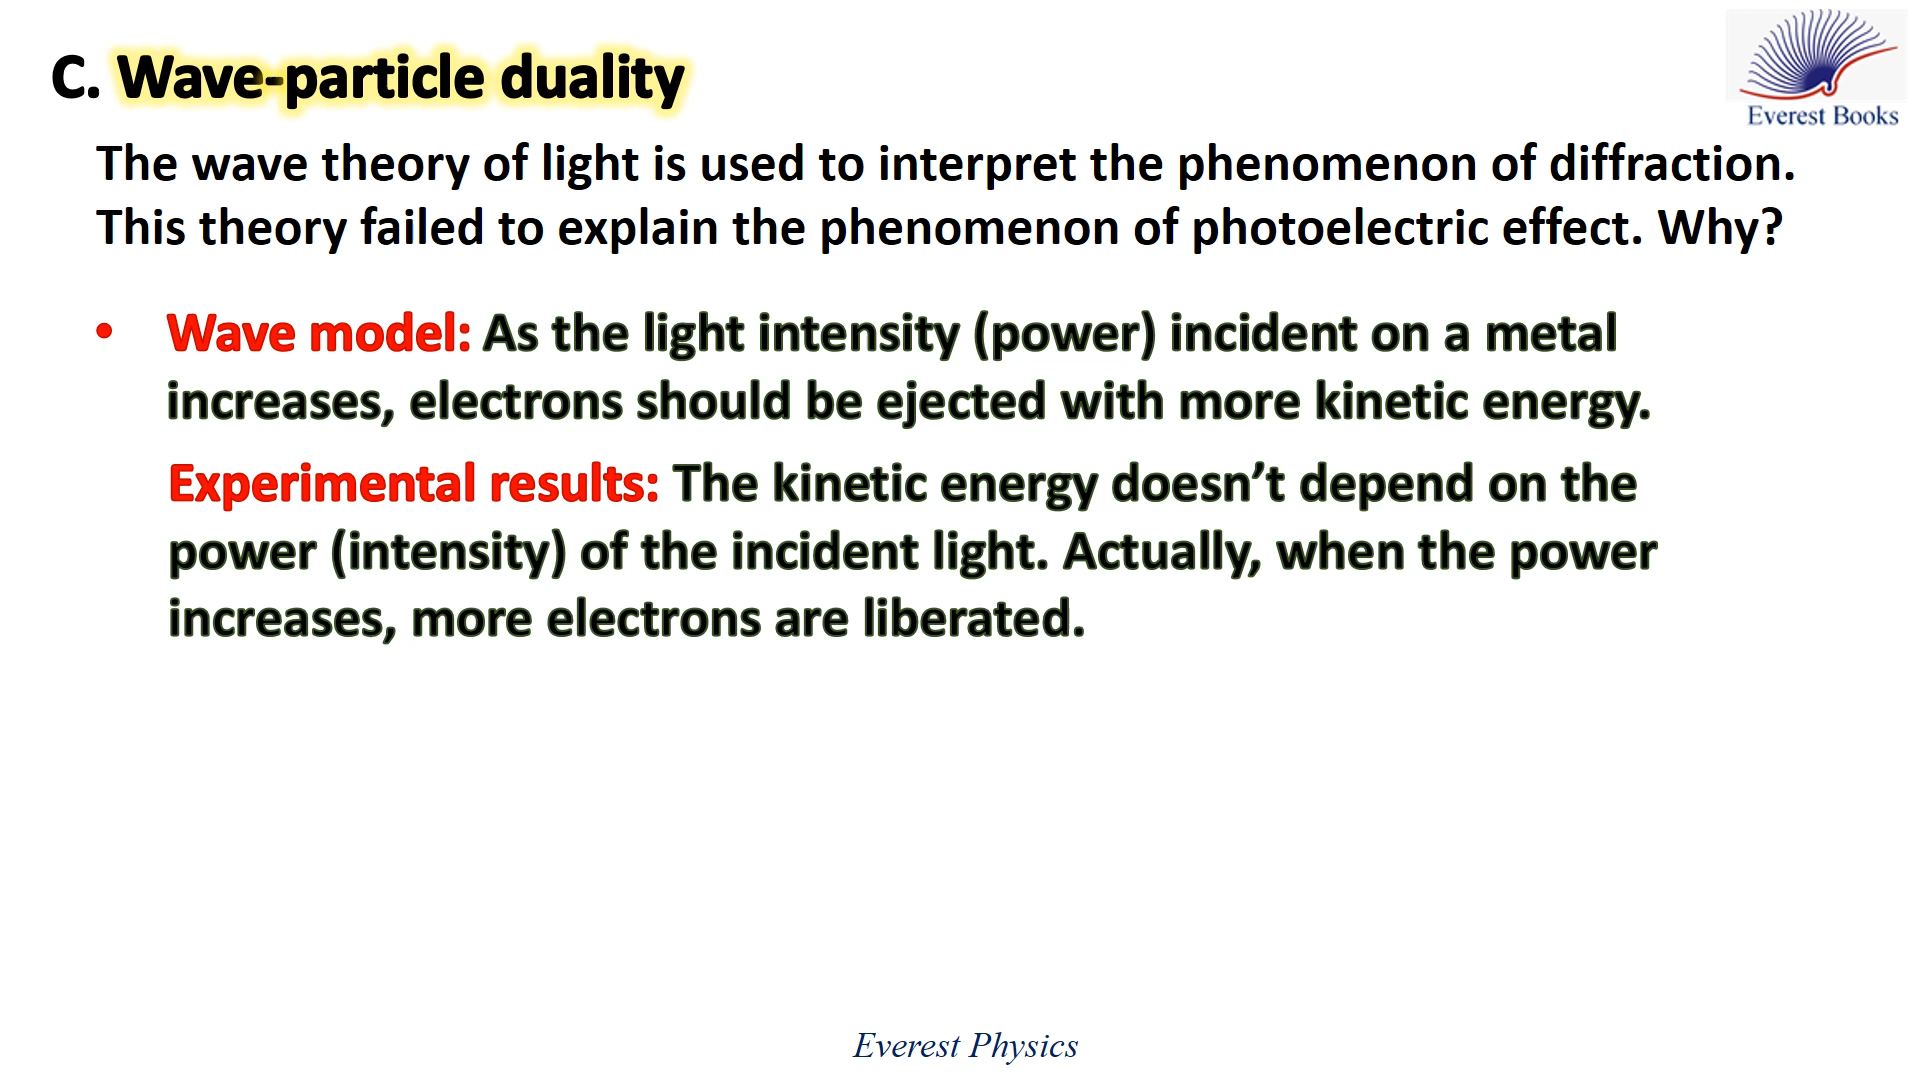 C. Wave-particle duality
Everest Books
The wave theory of light is used to interpret the phenomenon of diffraction.
This theory failed to explain the phenomenon of photoelectric effect. Why?
• Wave model: As the light intensity (power) incident on a metal
increases, electrons should be ejected with more kinetic energy.
Experimental results: The kinetic energy doesn’t depend on the
power (intensity) of the incident light. Actually, when the power
increases, more electrons are liberated.
Everest Physics